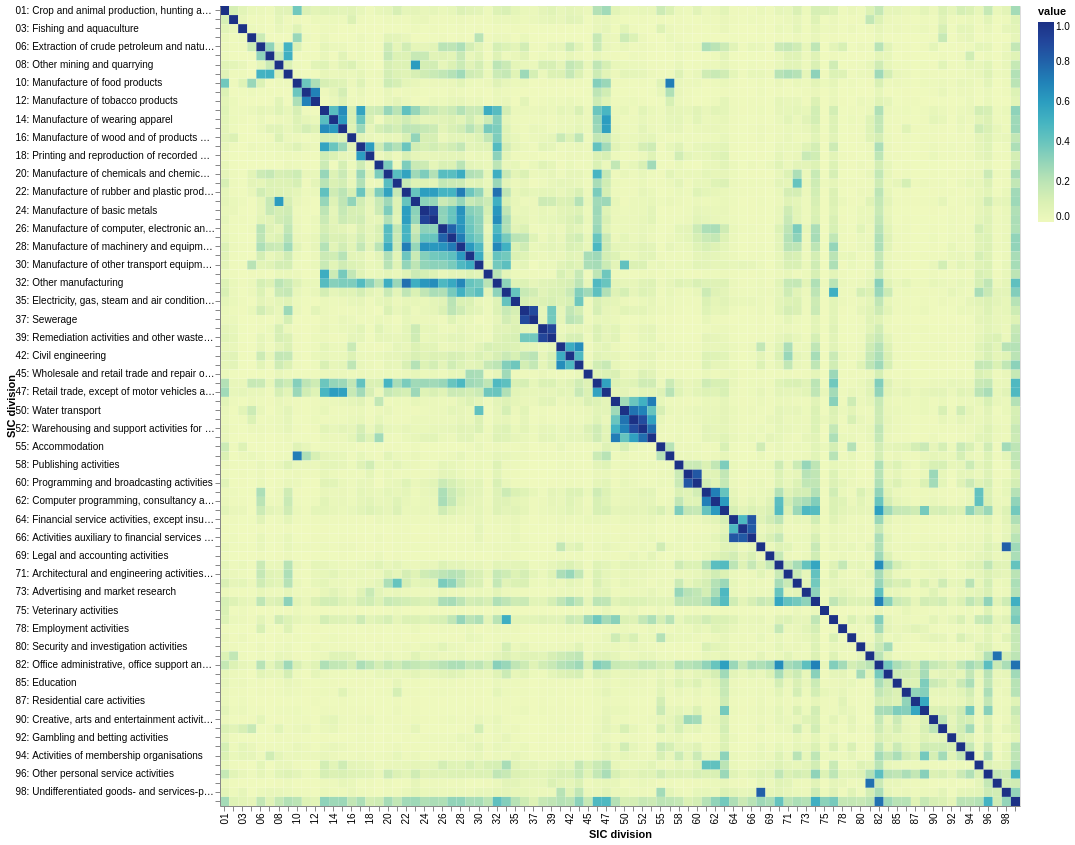 value
1.0
0.8
0.6
0.4
0.2
0.0
SIC division
01: Crop and animal production, hunting a…
03: Fishing and aquaculture
06: Extraction of crude petroleum and natu…
08: Other mining and quarrying
10: Manufacture of food products
12: Manufacture of tobacco products
14: Manufacture of wearing apparel
16: Manufacture of wood and of products …
18: Printing and reproduction of recorded …
20: Manufacture of chemicals and chemic…
22: Manufacture of rubber and plastic prod…
24: Manufacture of basic metals
26: Manufacture of computer, electronic an…
28: Manufacture of machinery and equipm…
30: Manufacture of other transport equipm…
32: Other manufacturing
35: Electricity, gas, steam and air condition…
37: Sewerage
39: Remediation activities and other waste…
42: Civil engineering
45: Wholesale and retail trade and repair o…
47: Retail trade, except of motor vehicles a…
50: Water transport
52: Warehousing and support activities for …
55: Accommodation
58: Publishing activities
60: Programming and broadcasting activities
62: Computer programming, consultancy a…
64: Financial service activities, except insu…
66: Activities auxiliary to financial services …
69: Legal and accounting activities
71: Architectural and engineering activities…
73: Advertising and market research
75: Veterinary activities
78: Employment activities
80: Security and investigation activities
82: Office administrative, office support an…
85: Education
87: Residential care activities
90: Creative, arts and entertainment activit…
92: Gambling and betting activities
94: Activities of membership organisations
96: Other personal service activities
98: Undifferentiated goods- and services-p…
01 03 06 08 10 12 14 16 18 20 22 24 26 28 30 32 35 37 39 42 45 47 50 52 55 58 60 62 64 66 69 71 73 75 78 80 82 85 87 90 92 94 96 98
SIC division